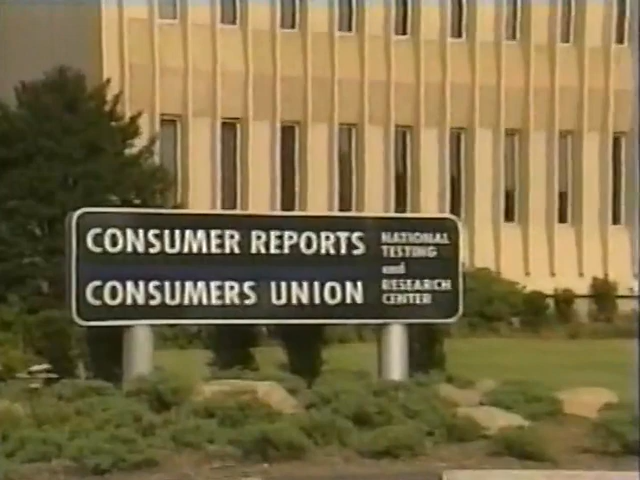 CONSUMER REPORTS
CONSUMERS UNION
NATIONAL
TESTING
and
RESEARCH
CENTER